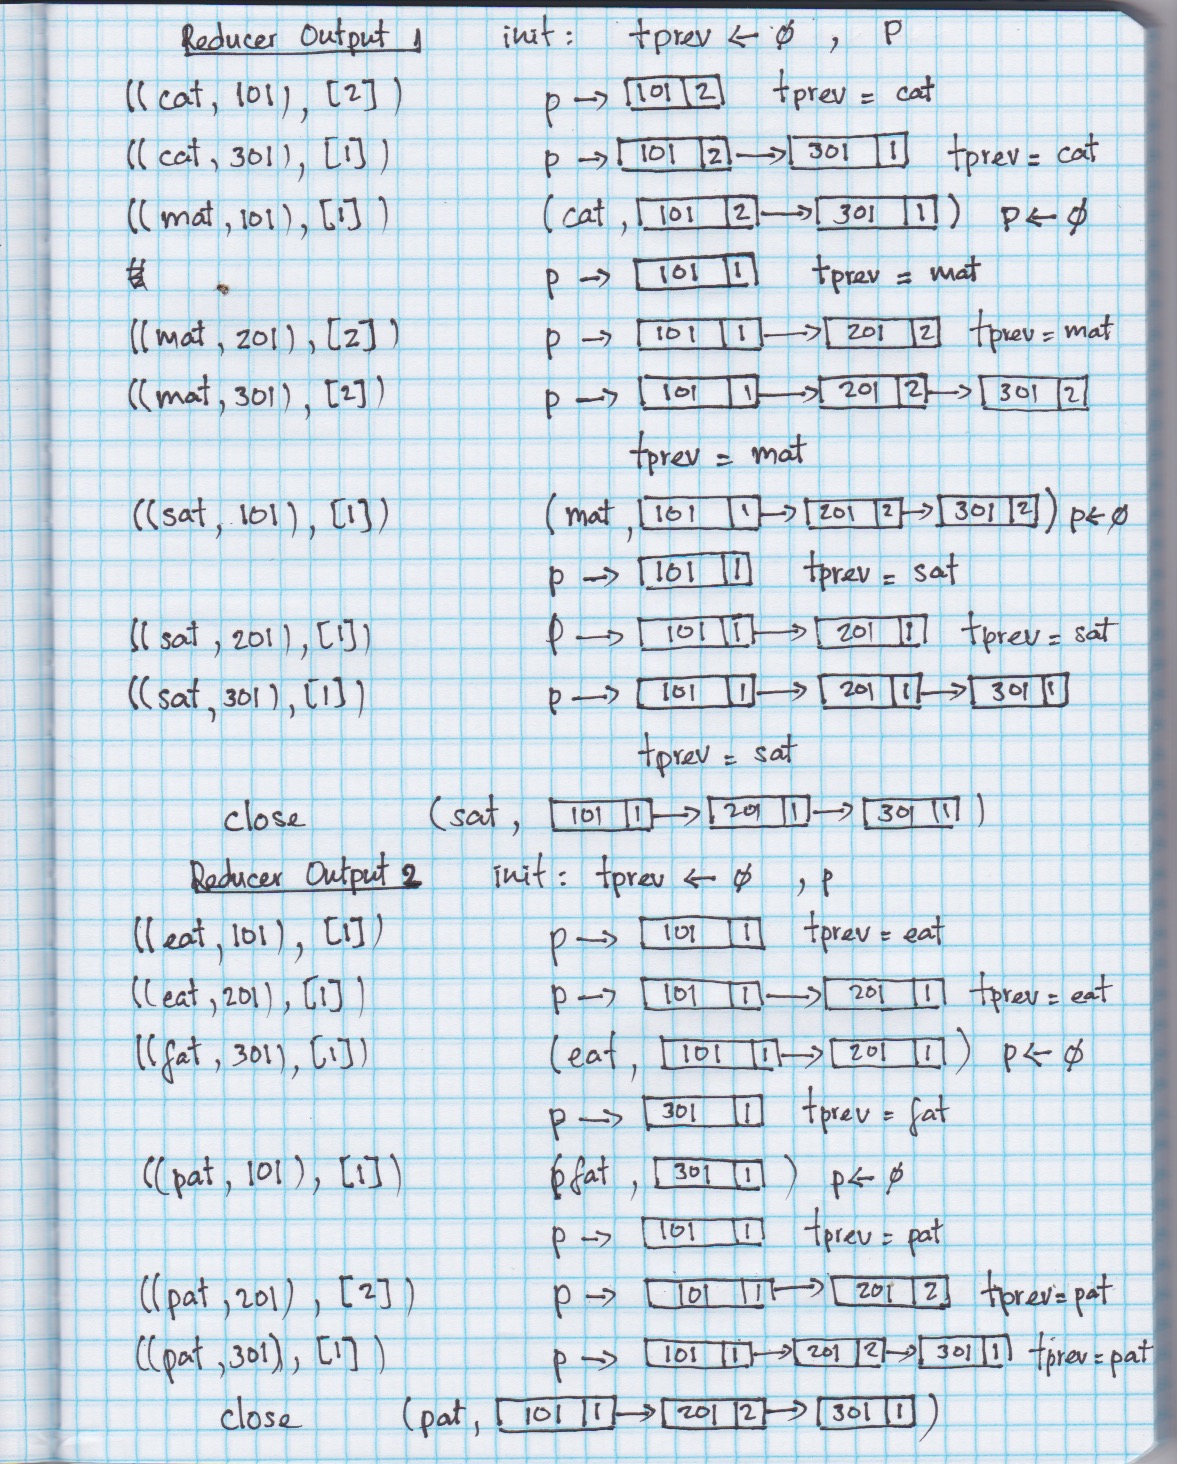 Reducer Output 1 init: tprev ← ∅ , P
((cat, 101), [2]) p → [101|2] tprev = cat
((cat, 301), [1]) p → [101|2] → [301|1] tprev = cat
((mat, 101), [1]) (cat, [101|2] → [301|1]) P ← ∅
p → [101|1] tprev = mat
((mat, 201), [2]) p → [101|1] → [201|2] tprev = mat
((mat, 301), [2]) p → [101|1] → [201|2] → [301|2]
tprev = mat
((sat, 101), [1]) (mat, [101|1] → [201|2] → [301|2]) p ← ∅
p → [101|1] tprev = sat
((sat, 201), [1]) p → [101|1] → [201|1] tprev = sat
((sat, 301), [1]) p → [101|1] → [201|1] → [301|1]
tprev = sat
close (sat, [101|1] → [201|1] → [301|1])
Reducer Output 2 init: tprev ← ∅ , p
((eat, 101), [1]) p → [101|1] tprev = eat
((eat, 201), [1]) p → [101|1] → [201|1] tprev = eat
((fat, 301), [1]) (eat, [101|1] → [201|1]) p ← ∅
p → [301|1] tprev = fat
((pat, 101), [1]) (fat, [301|1]) p ← ∅
p → [101|1] tprev = pat
((pat, 201), [2]) p → [101|1] → [201|2] tprev = pat
((pat, 301), [1]) p → [101|1] → [201|2] → [301|1] tprev = pat
close (pat, [101|1] → [201|2] → [301|1])